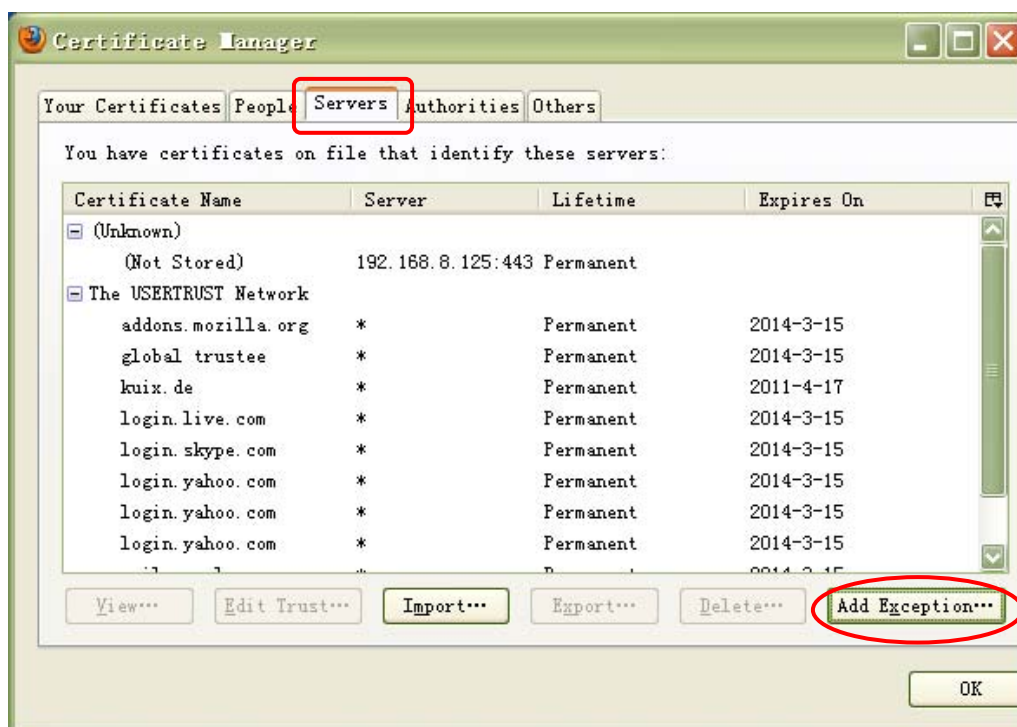 Certificate Manager
Your Certificates People Servers Authorities Others
You have certificates on file that identify these servers:
Certificate Name Server Lifetime Expires On
(Unknown)
(Not Stored) 192.168.8.125:443 Permanent
The USERTRUST Network
addons.mozilla.org * Permanent 2014-3-15
global trustee * Permanent 2014-3-15
kuix.de * Permanent 2011-4-17
login.live.com * Permanent 2014-3-15
login.skype.com * Permanent 2014-3-15
login.yahoo.com * Permanent 2014-3-15
login.yahoo.com * Permanent 2014-3-15
login.yahoo.com * Permanent 2014-3-15
View... Edit Trust... Import... Export... Delete... Add Exception...
OK